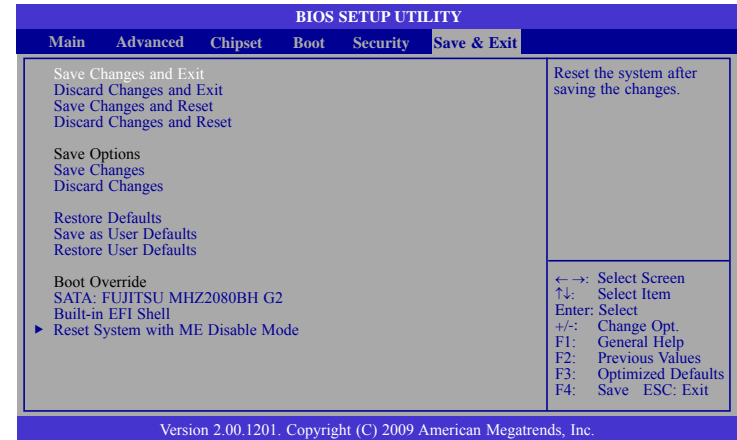 BIOS SETUP UTILITY
Main Advanced Chipset Boot Security Save & Exit
Save Changes and Exit
Discard Changes and Exit
Save Changes and Reset
Discard Changes and Reset
Save Options
Save Changes
Discard Changes
Restore Defaults
Save as User Defaults
Restore User Defaults
Boot Override
SATA: FUJITSU MHZ2080BH G2
Built-in EFI Shell
▶ Reset System with ME Disable Mode
Reset the system after
saving the changes.
←→: Select Screen
↑↓: Select Item
Enter: Select
+/-: Change Opt.
F1: General Help
F2: Previous Values
F3: Optimized Defaults
F4: Save ESC: Exit
Version 2.00.1201. Copyright (C) 2009 American Megatrends, Inc.